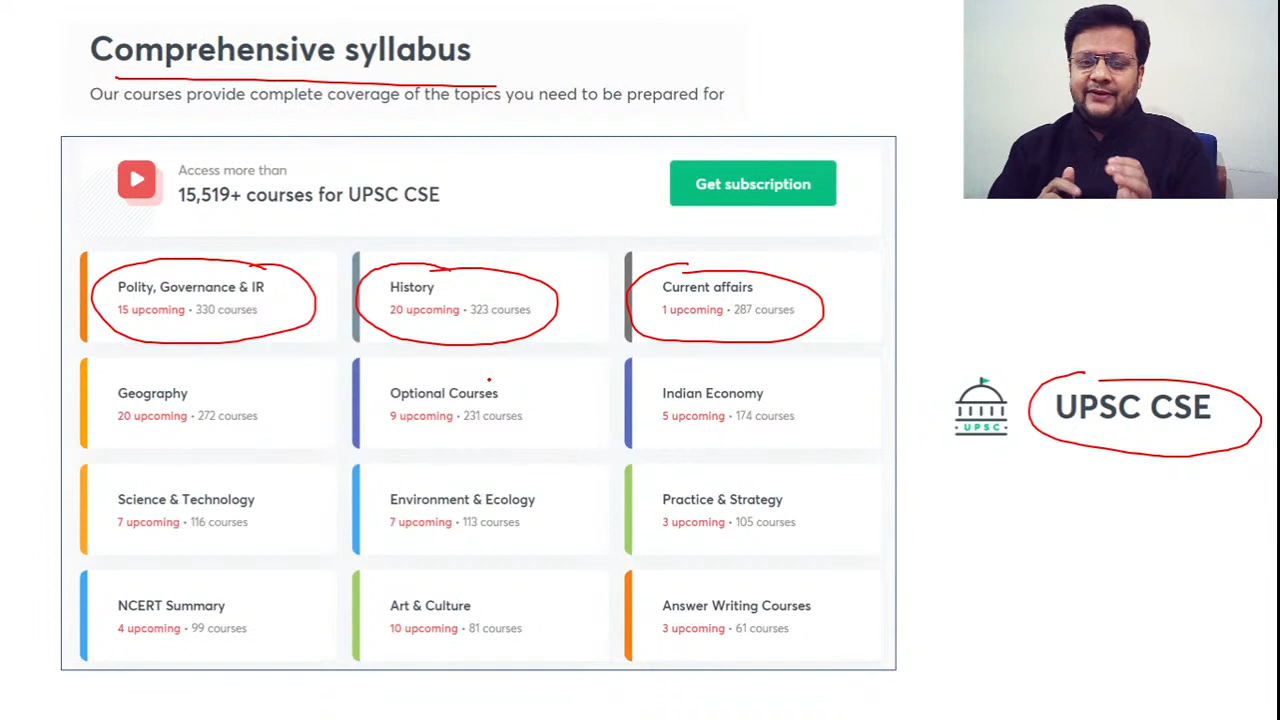 Comprehensive syllabus
Our courses provide complete coverage of the topics you need to be prepared for
Access more than
15,519+ courses for UPSC CSE
Get subscription
Polity, Governance & IR
15 upcoming • 330 courses
History
20 upcoming • 323 courses
Current affairs
1 upcoming • 287 courses
Geography
20 upcoming • 272 courses
Optional Courses
9 upcoming • 231 courses
Indian Economy
5 upcoming • 174 courses
Science & Technology
7 upcoming • 116 courses
Environment & Ecology
7 upcoming • 113 courses
Practice & Strategy
3 upcoming • 105 courses
NCERT Summary
4 upcoming • 99 courses
Art & Culture
10 upcoming • 81 courses
Answer Writing Courses
3 upcoming • 61 courses
UPSC
UPSC CSE